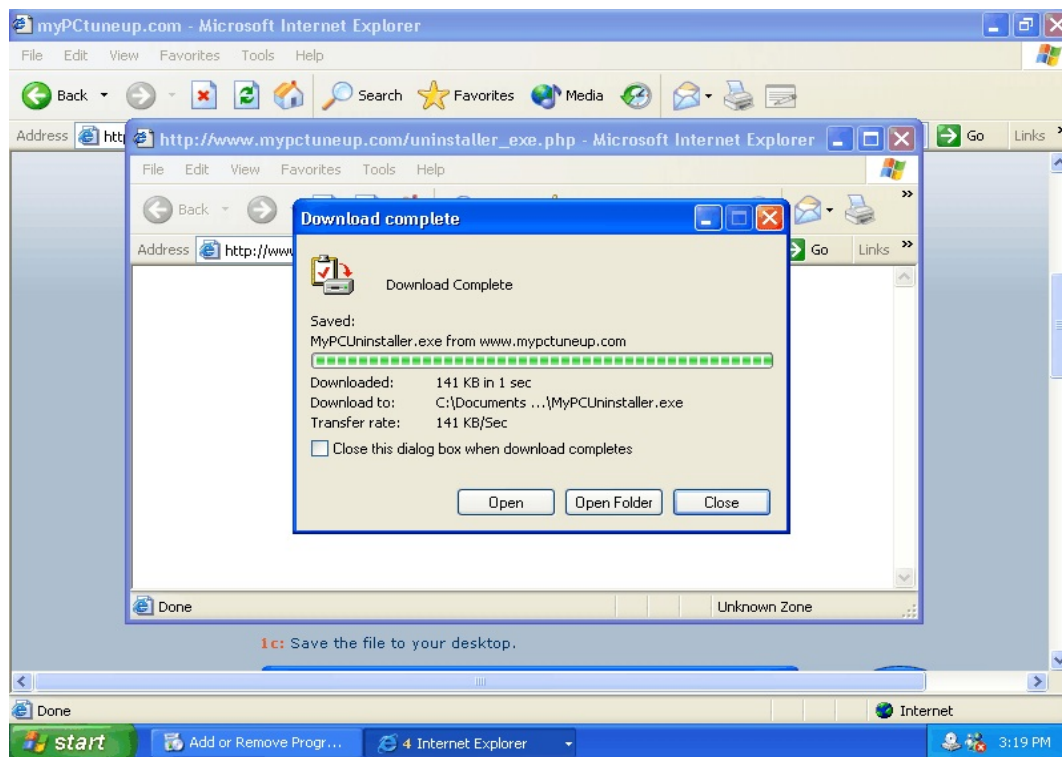 myPCtuneup.com - Microsoft Internet Explorer
File Edit View Favorites Tools Help
Back Search Favorites Media
Address htt Go Links
http://www.mypctuneup.com/uninstaller_exe.php - Microsoft Internet Explorer
File Edit View Favorites Tools Help
Back
Address http://www Go Links
Download complete
Download Complete
Saved:
MyPCUninstaller.exe from www.mypctuneup.com
Downloaded: 141 KB in 1 sec
Download to: C:\Documents ...\MyPCUninstaller.exe
Transfer rate: 141 KB/Sec
Close this dialog box when download completes
Open Open Folder Close
Done Unknown Zone
1c: Save the file to your desktop.
Done Internet
start Add or Remove Progr... 4 Internet Explorer 3:19 PM